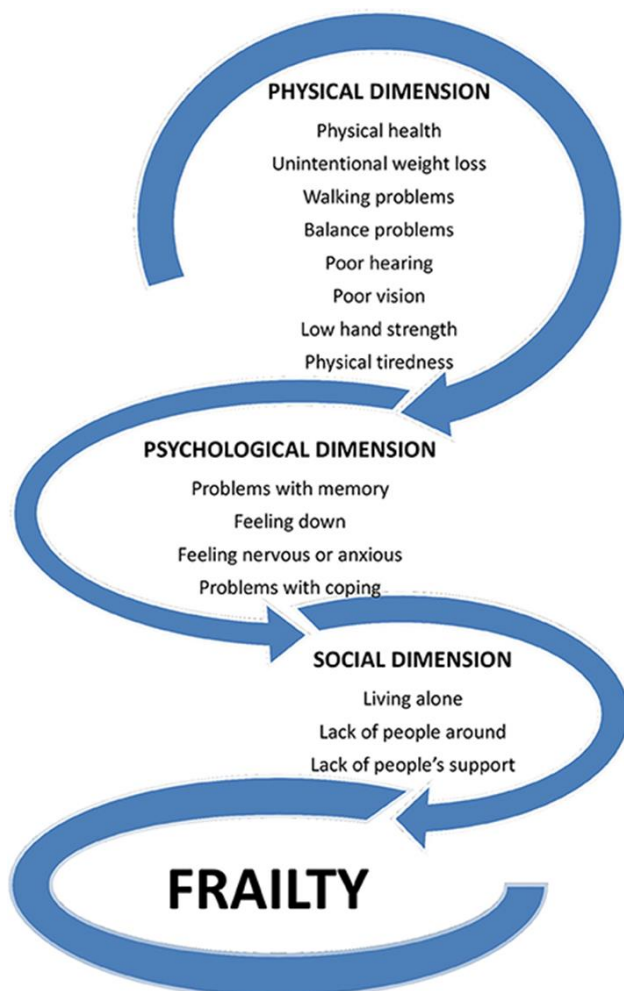 PHYSICAL DIMENSION
Physical health
Unintentional weight loss
Walking problems
Balance problems
Poor hearing
Poor vision
Low hand strength
Physical tiredness
PSYCHOLOGICAL DIMENSION
Problems with memory
Feeling down
Feeling nervous or anxious
Problems with coping
SOCIAL DIMENSION
Living alone
Lack of people around
Lack of people’s support
FRAILTY